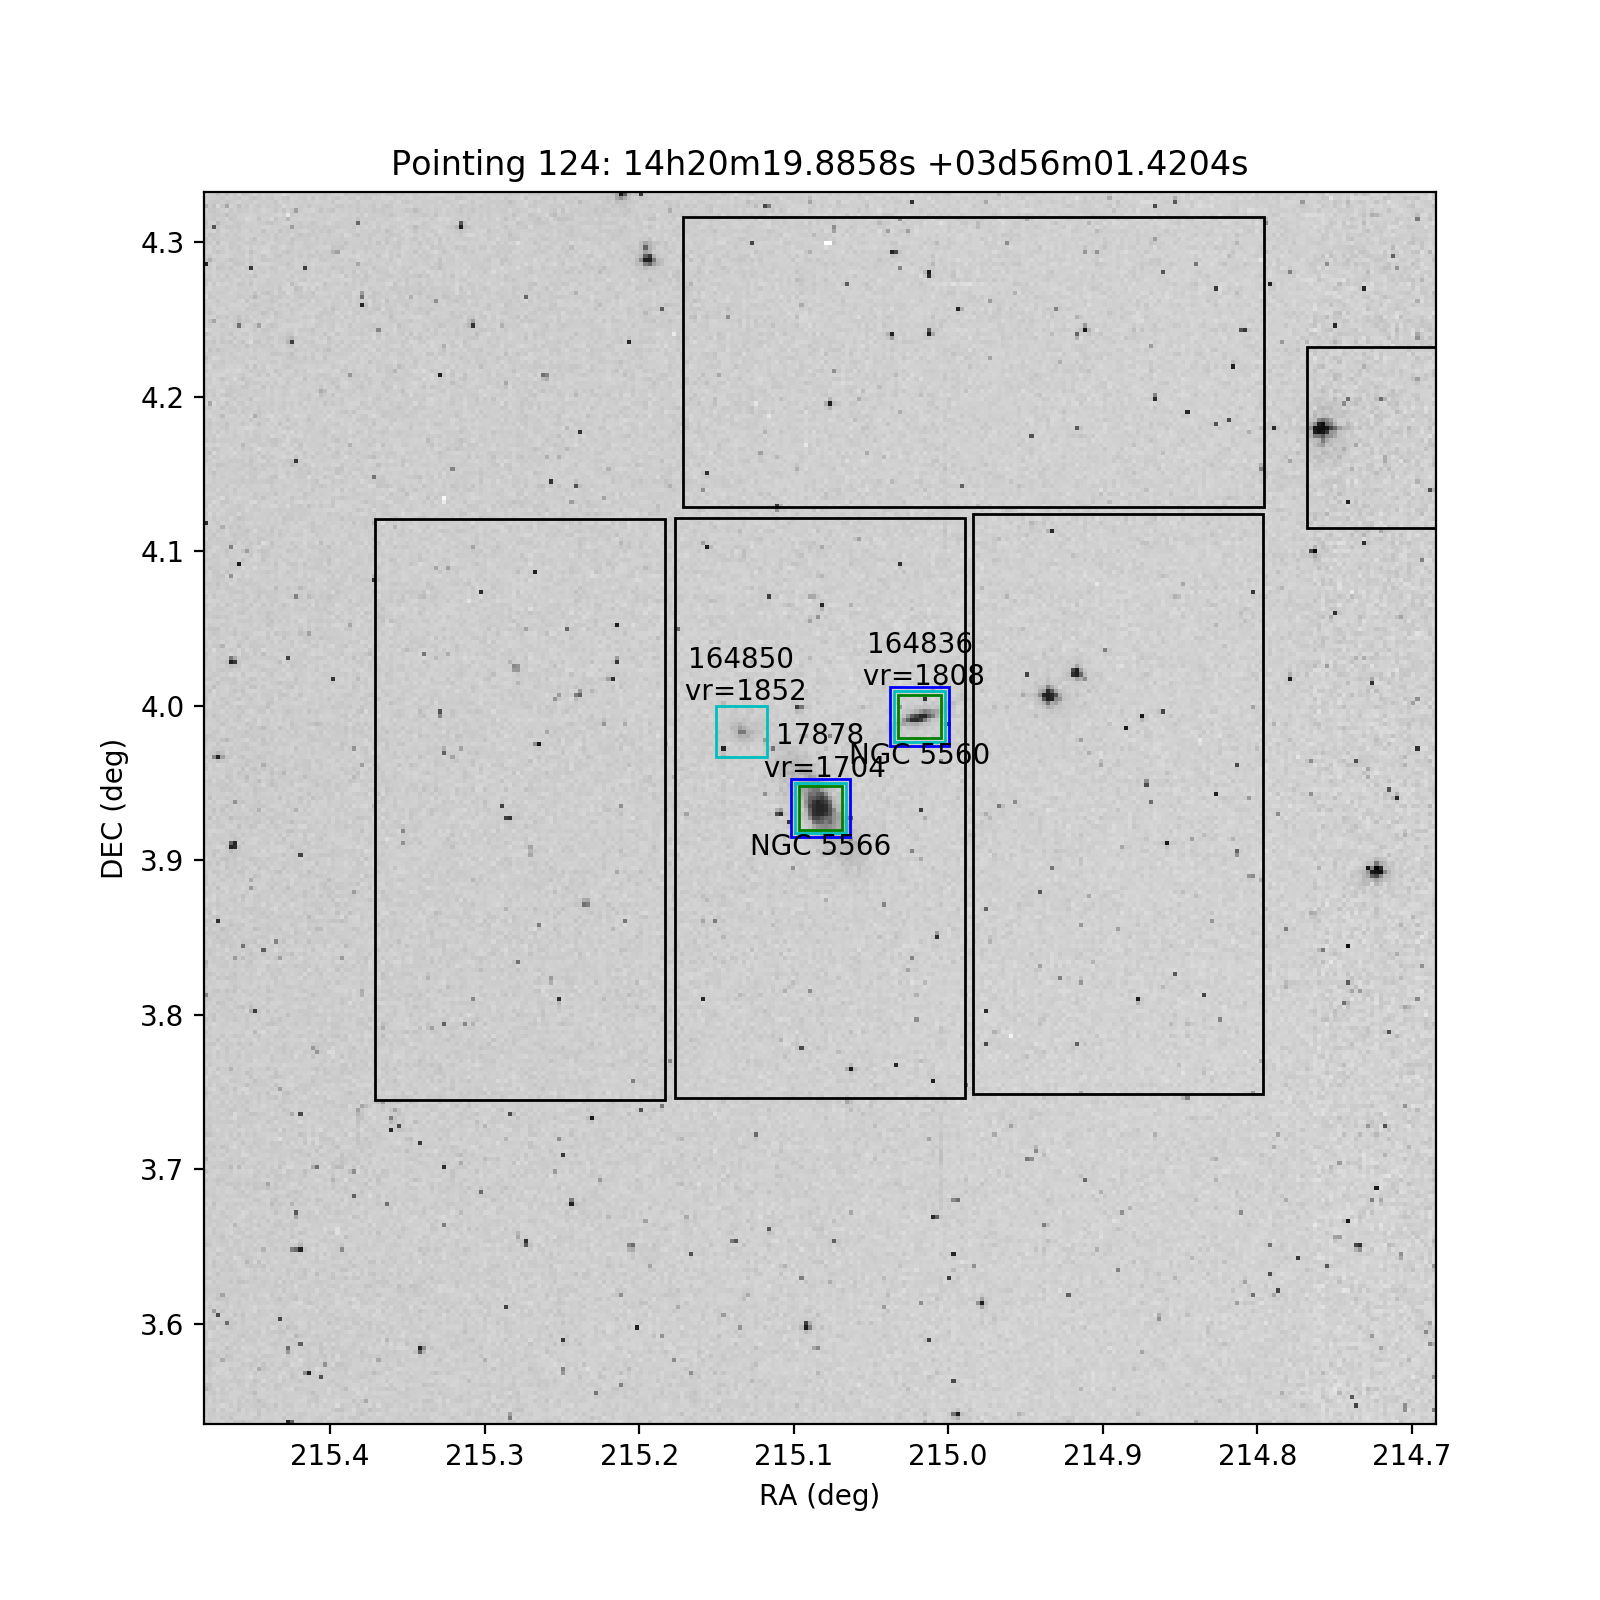 Pointing 124: 14h20m19.8858s +03d56m01.4204s
4.3
4.2
4.1
4.0
3.9
3.8
3.7
3.6
DEC (deg)
164836
vr=1808
164850
vr=1852
17878
vr=1704
NGC 5560
NGC 5566
215.4 215.3 215.2 215.1 215.0 214.9 214.8 214.7
RA (deg)